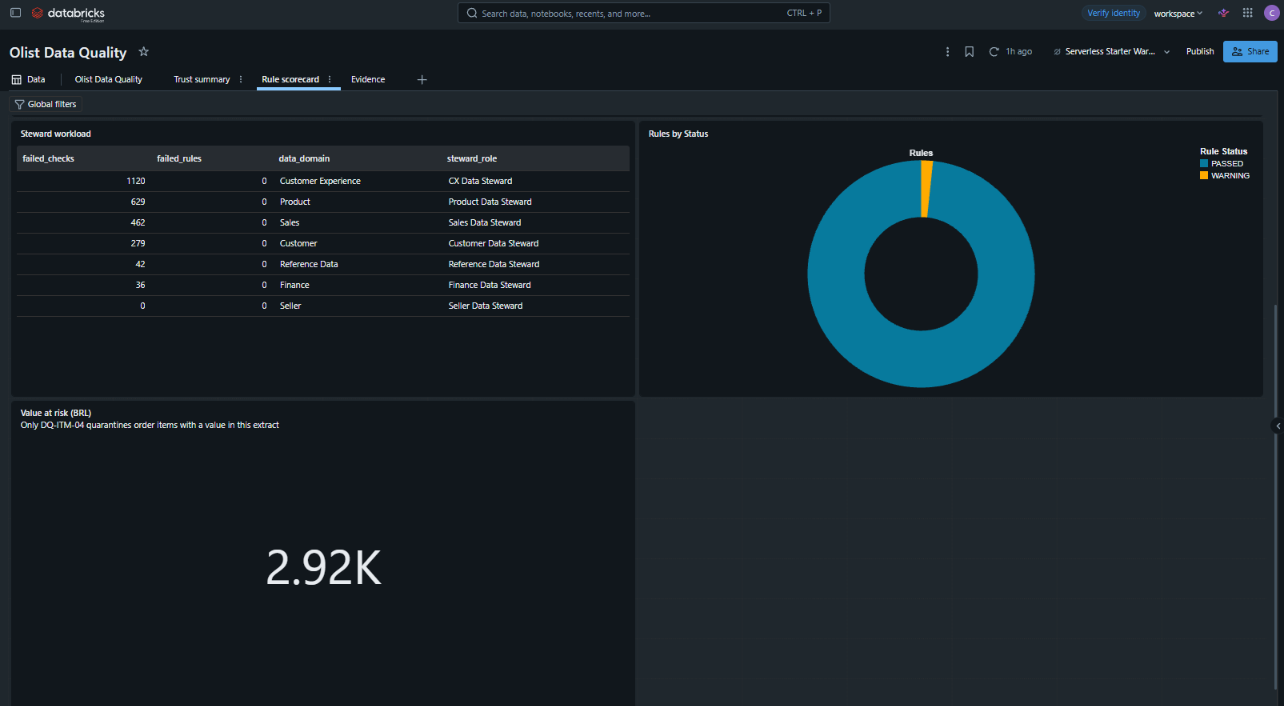 databricks
Free Edition
Search data, notebooks, recents, and more...
CTRL + P
Verify identity
workspace
C
Olist Data Quality
1h ago
Serverless Starter War...
Publish
Share
Data
Olist Data Quality
Trust summary
Rule scorecard
Evidence
Global filters
Steward workload
failed_checks failed_rules data_domain steward_role
1120 0 Customer Experience CX Data Steward
629 0 Product Product Data Steward
462 0 Sales Sales Data Steward
279 0 Customer Customer Data Steward
42 0 Reference Data Reference Data Steward
36 0 Finance Finance Data Steward
0 0 Seller Seller Data Steward
Rules by Status
Rules
Rule Status
PASSED
WARNING
Value at risk (BRL)
Only DQ-ITM-04 quarantines order items with a value in this extract
2.92K